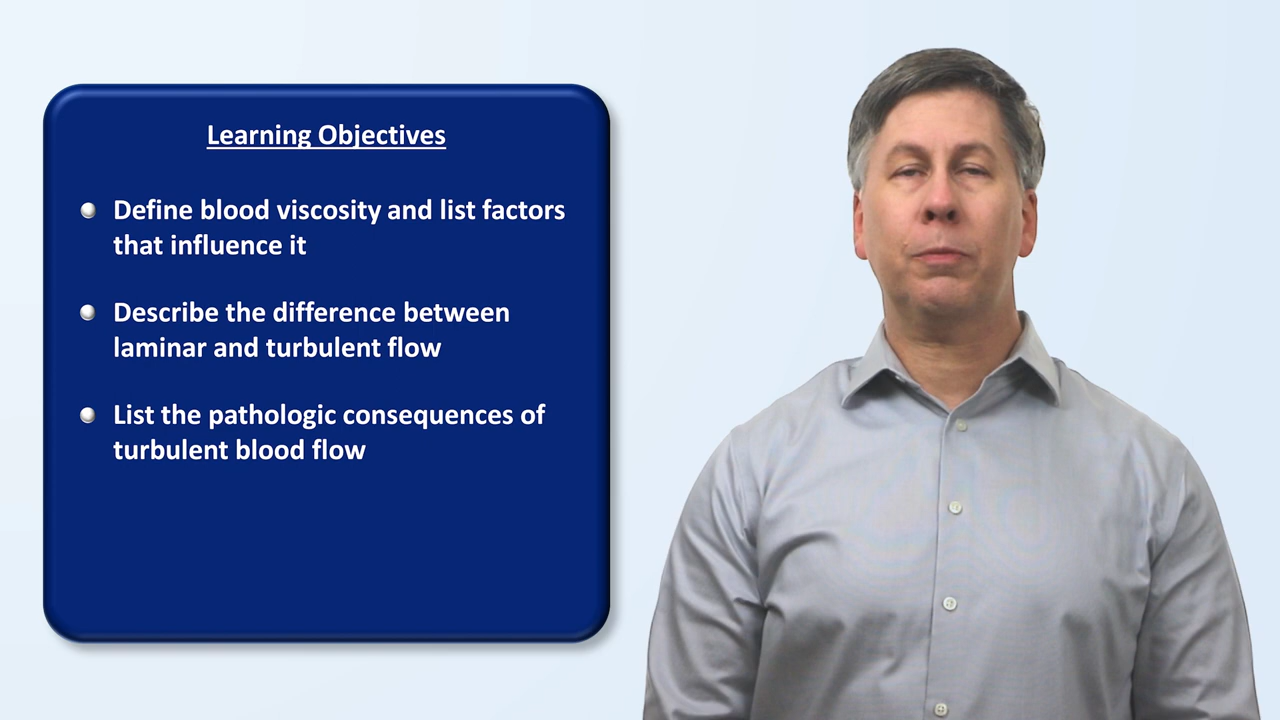 Learning Objectives
Define blood viscosity and list factors
that influence it
Describe the difference between
laminar and turbulent flow
List the pathologic consequences of
turbulent blood flow